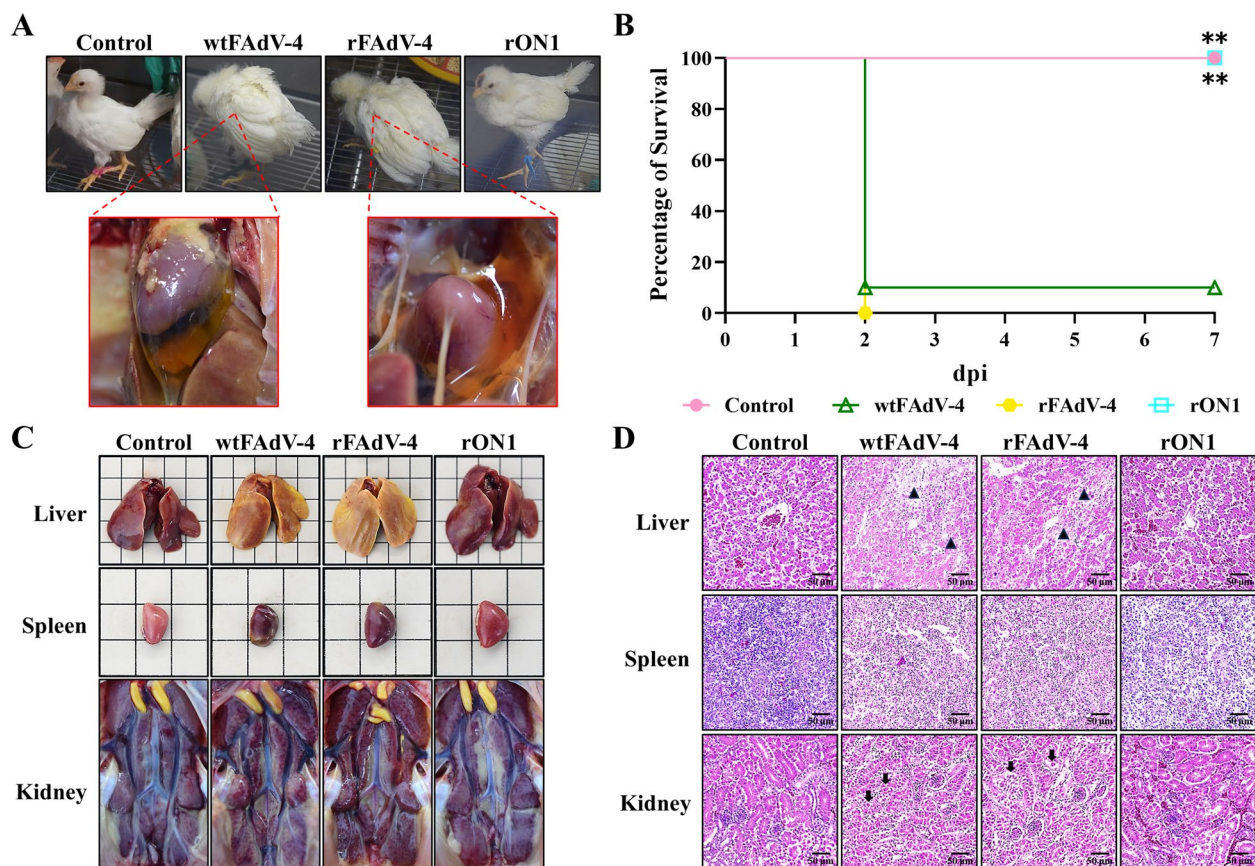 A
Control wtFAdV-4 rFAdV-4 rON1
B
**
**
Percentage of Survival
100
80
60
40
20
0
0 1 2 3 4 5 6 7
dpi
Control wtFAdV-4 rFAdV-4 rON1
C
Control wtFAdV-4 rFAdV-4 rON1
Liver
Spleen
Kidney
D
Control wtFAdV-4 rFAdV-4 rON1
Liver
50 µm 50 µm 50 µm 50 µm
Spleen
50 µm 50 µm 50 µm 50 µm
Kidney
50 µm 50 µm 50 µm 50 µm